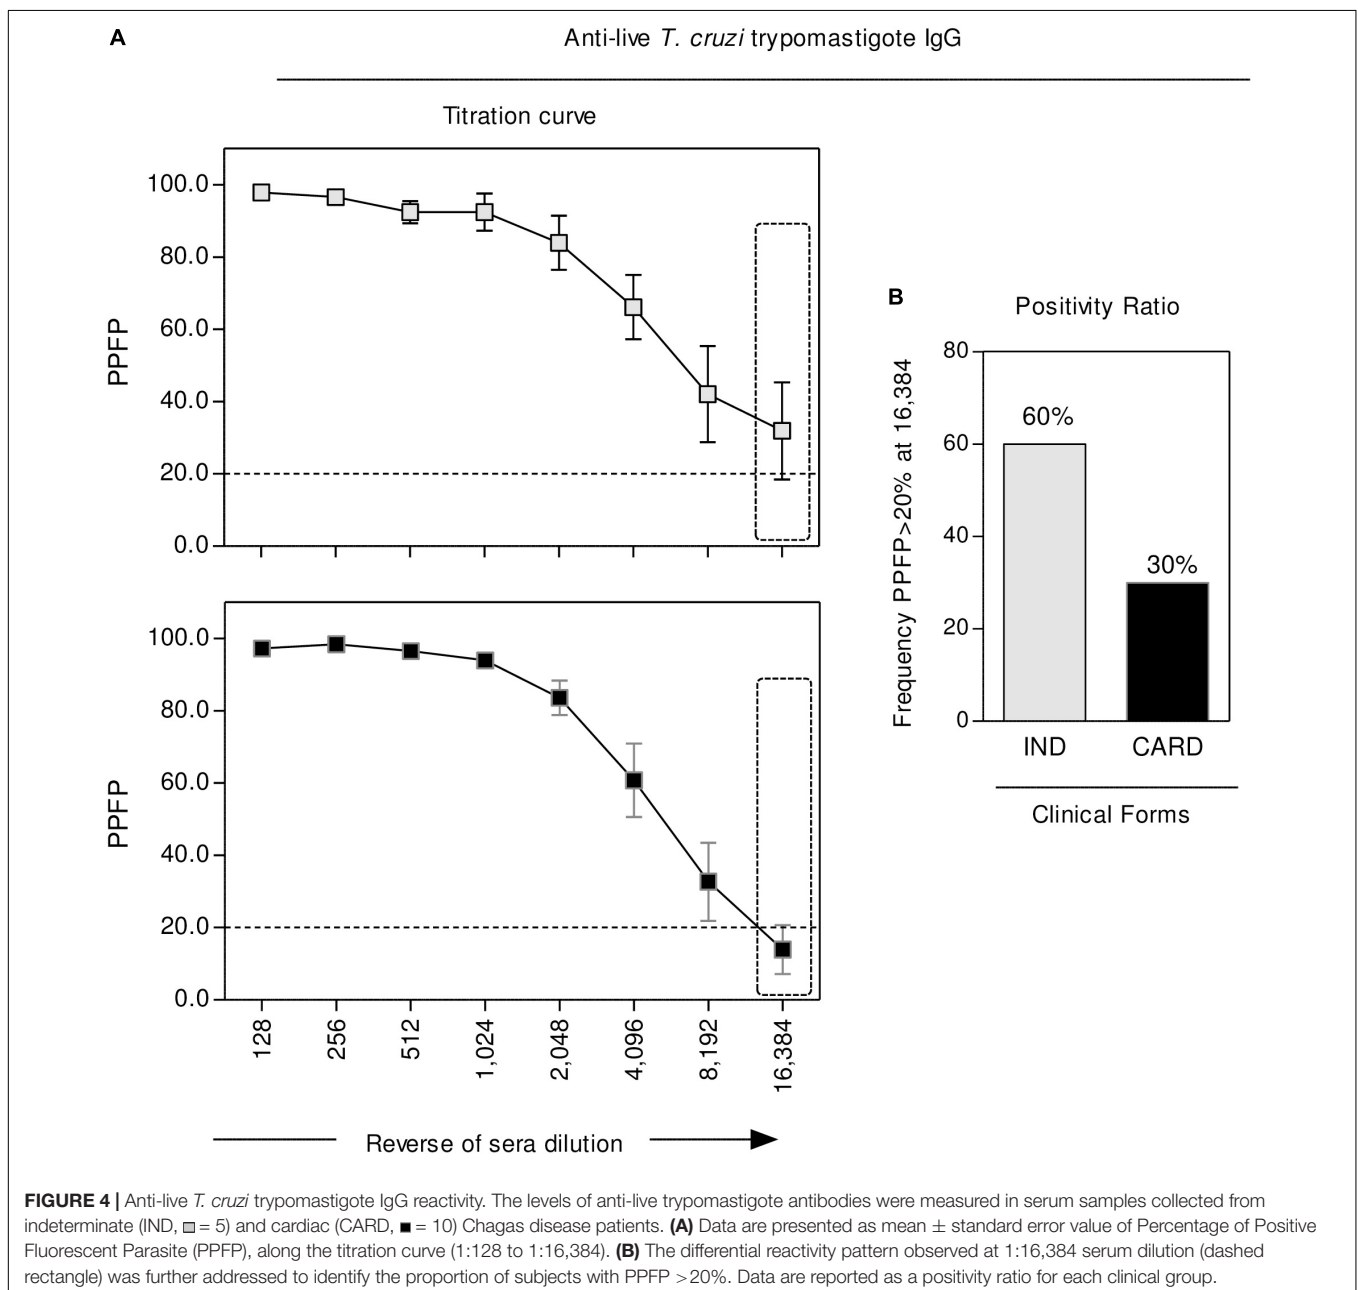 A
Anti-live T. cruzi trypomastigote IgG
Titration curve
100.0
80.0
60.0
40.0
20.0
0.0
PPFP
100.0
80.0
60.0
40.0
20.0
0.0
PPFP
128
256
512
1,024
2,048
4,096
8,192
16,384
Reverse of sera dilution
B
Positivity Ratio
Frequency PPFP>20% at 16,384
80
60
40
20
0
60%
30%
IND
CARD
Clinical Forms
FIGURE 4 | Anti-live T. cruzi trypomastigote IgG reactivity. The levels of anti-live trypomastigote antibodies were measured in serum samples collected from
indeterminate (IND, □ = 5) and cardiac (CARD, ■ = 10) Chagas disease patients. (A) Data are presented as mean ± standard error value of Percentage of Positive
Fluorescent Parasite (PPFP), along the titration curve (1:128 to 1:16,384). (B) The differential reactivity pattern observed at 1:16,384 serum dilution (dashed
rectangle) was further addressed to identify the proportion of subjects with PPFP >20%. Data are reported as a positivity ratio for each clinical group.